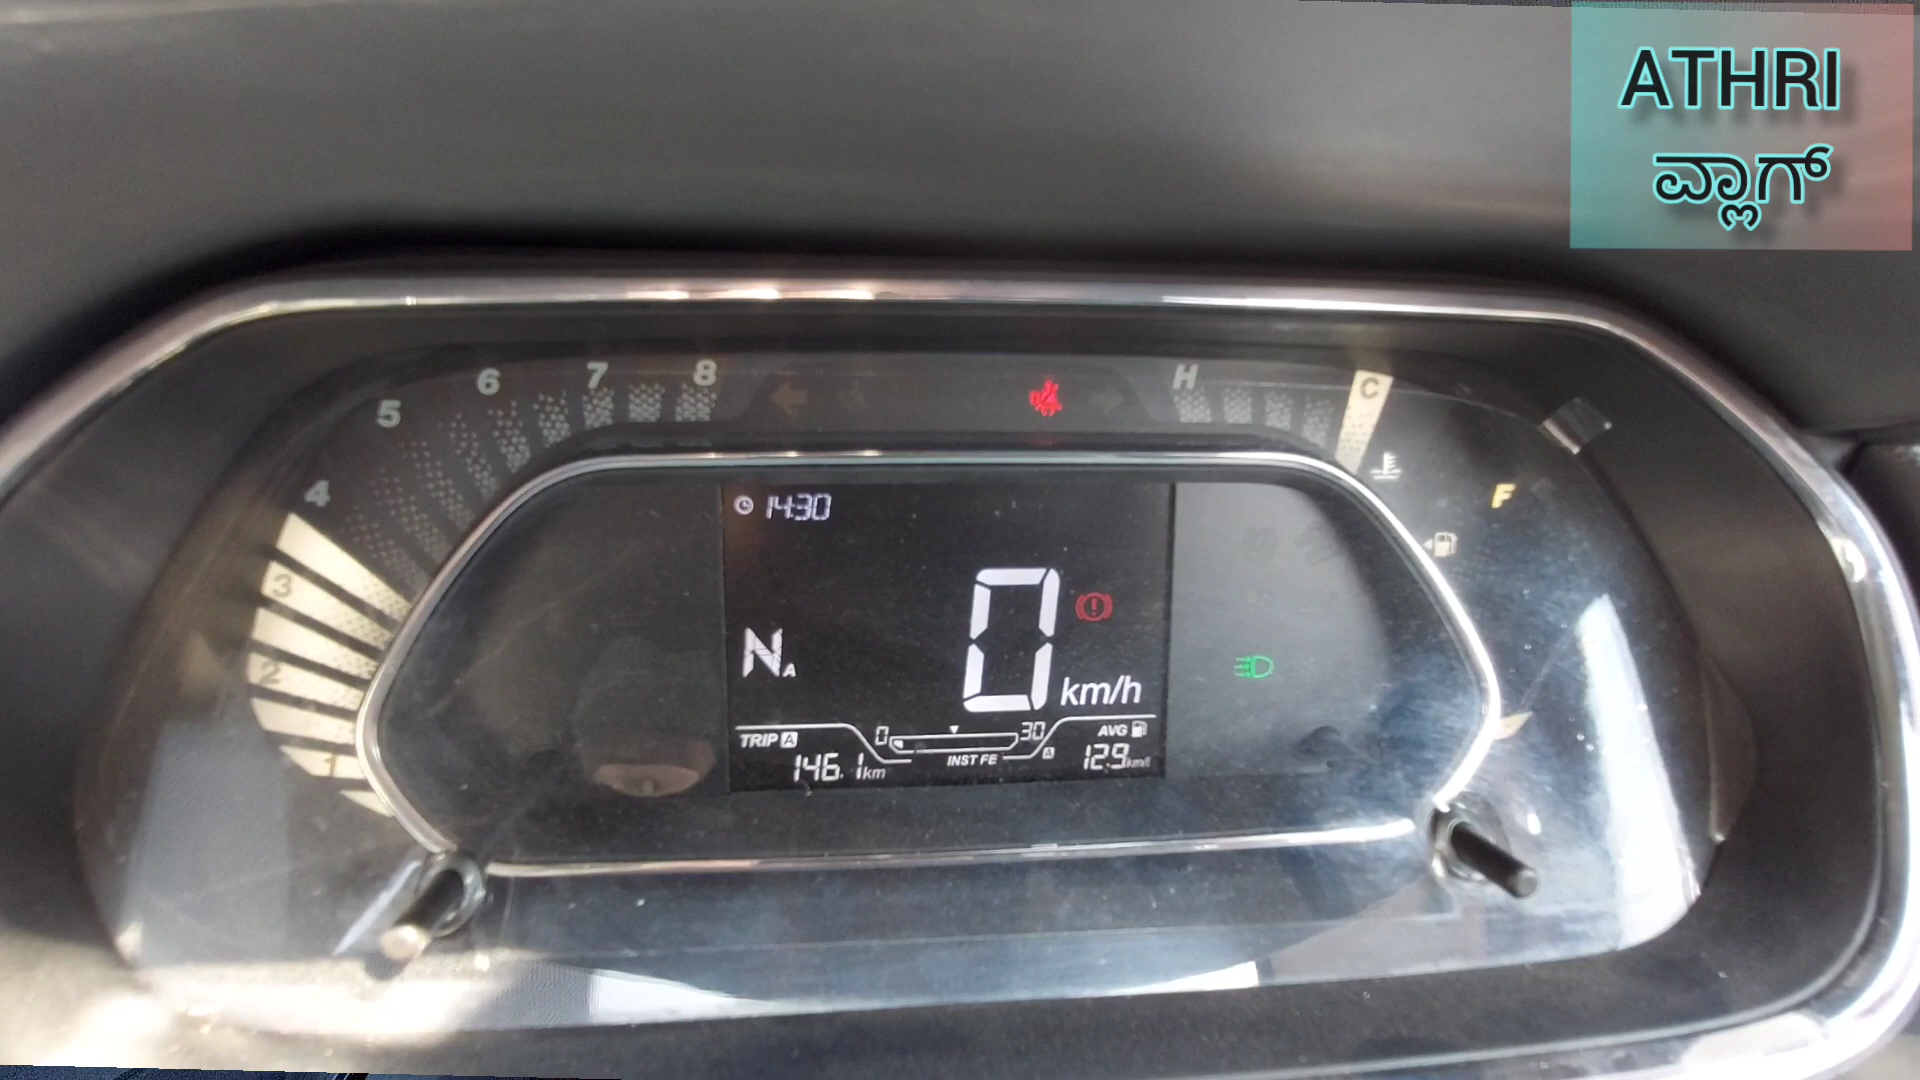 ATHRI
ವ್ಲಾಗ್
5 6 7 8
H C
4
14:30
F
3
N A
0 km/h
2
TRIP A
0 30
AVG
1
146.1 km
INST FE
A
12.9 km/l